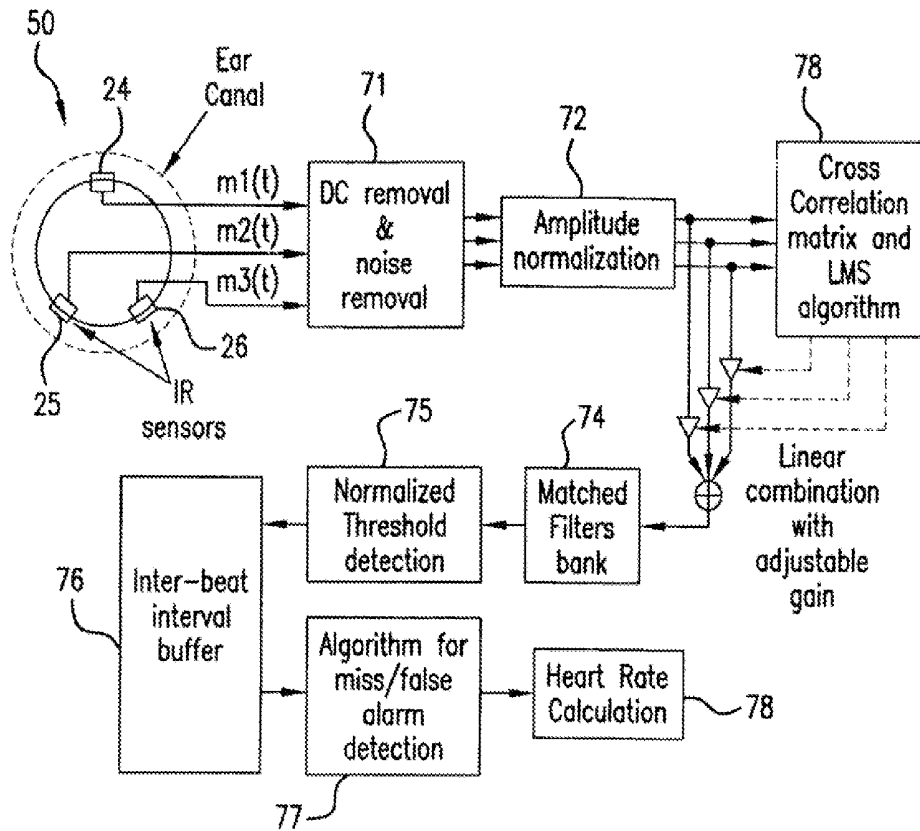 50
Ear
Canal
24
71
72
78
m1(t)
m2(t)
m3(t)
DC removal
&
noise
removal
Amplitude
normalization
Cross
Correlation
matrix and
LMS
algorithm
25
26
IR
sensors
75
74
Normalized
Threshold
detection
Matched
Filters
bank
Linear
combination
with
adjustable
gain
76
Inter-beat
interval
buffer
Algorithm for
miss/false
alarm
detection
Heart Rate
Calculation
78
77